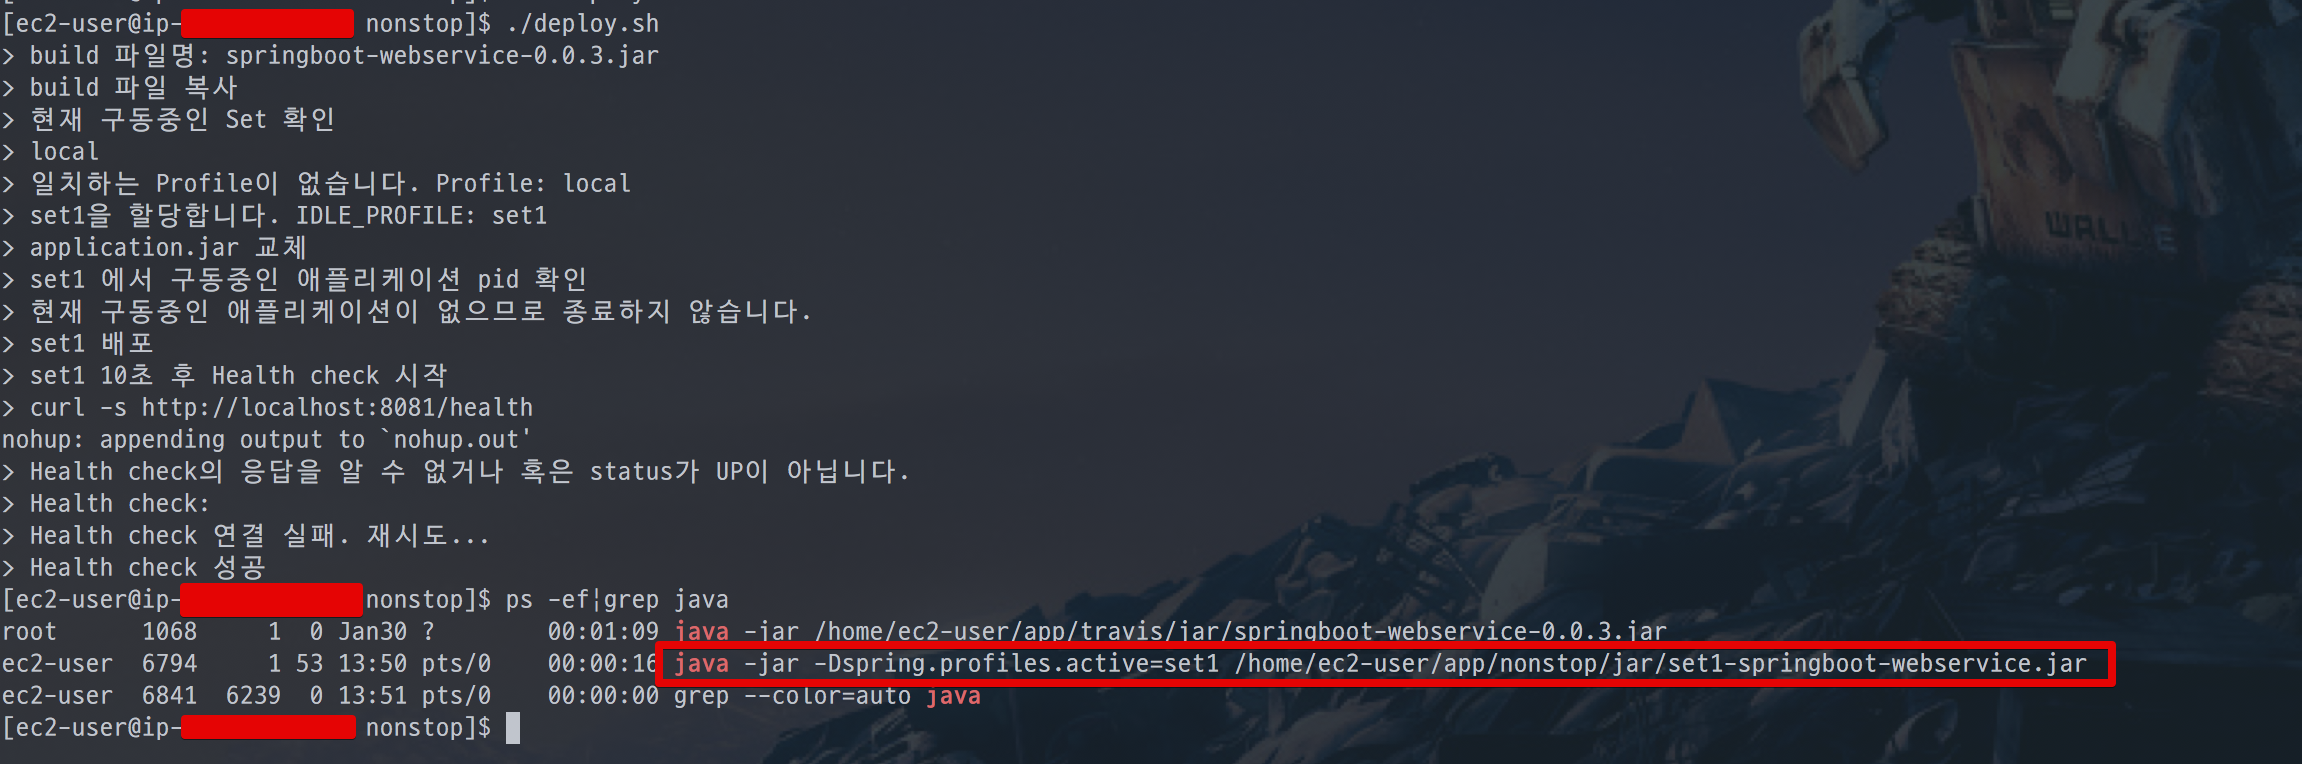 [ec2-user@ip- nonstop]$ ./deploy.sh
> build 파일명: springboot-webservice-0.0.3.jar
> build 파일 복사
> 현재 구동중인 Set 확인
> local
> 일치하는 Profile이 없습니다. Profile: local
> set1을 할당합니다. IDLE_PROFILE: set1
> application.jar 교체
> set1 에서 구동중인 애플리케이션 pid 확인
> 현재 구동중인 애플리케이션이 없으므로 종료하지 않습니다.
> set1 배포
> set1 10초 후 Health check 시작
> curl -s http://localhost:8081/health
nohup: appending output to `nohup.out'
> Health check의 응답을 알 수 없거나 혹은 status가 UP이 아닙니다.
> Health check:
> Health check 연결 실패. 재시도...
> Health check 성공
[ec2-user@ip- nonstop]$ ps -ef¦grep java
root 1068 1 0 Jan30 ? 00:01:09 java -jar /home/ec2-user/app/travis/jar/springboot-webservice-0.0.3.jar
ec2-user 6794 1 53 13:50 pts/0 00:00:16 java -jar -Dspring.profiles.active=set1 /home/ec2-user/app/nonstop/jar/set1-springboot-webservice.jar
ec2-user 6841 6239 0 13:51 pts/0 00:00:00 grep --color=auto java
[ec2-user@ip- nonstop]$
WALL·E